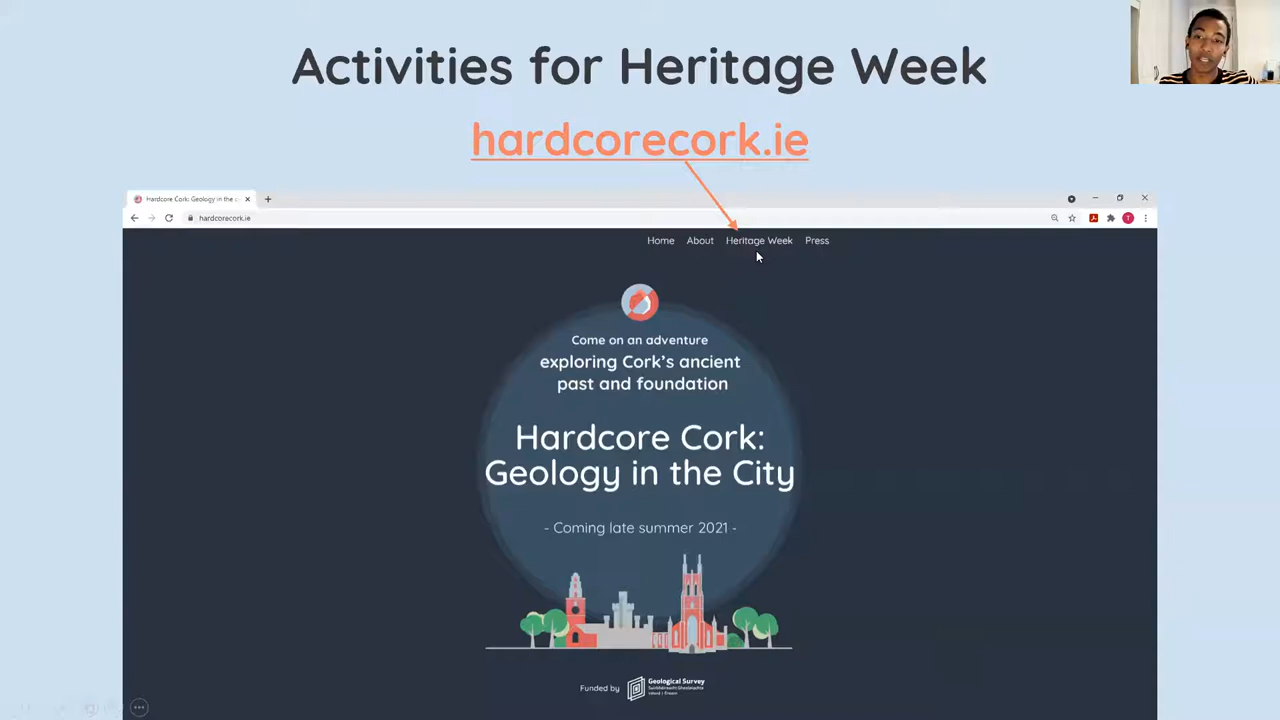 Activities for Heritage Week
hardcorecork.ie
Hardcore Cork: Geology in the c
hardcorecork.ie
T
Home About Heritage Week Press
Come on an adventure
exploring Cork's ancient
past and foundation
Hardcore Cork:
Geology in the City
- Coming late summer 2021 -
Funded by
Geological Survey